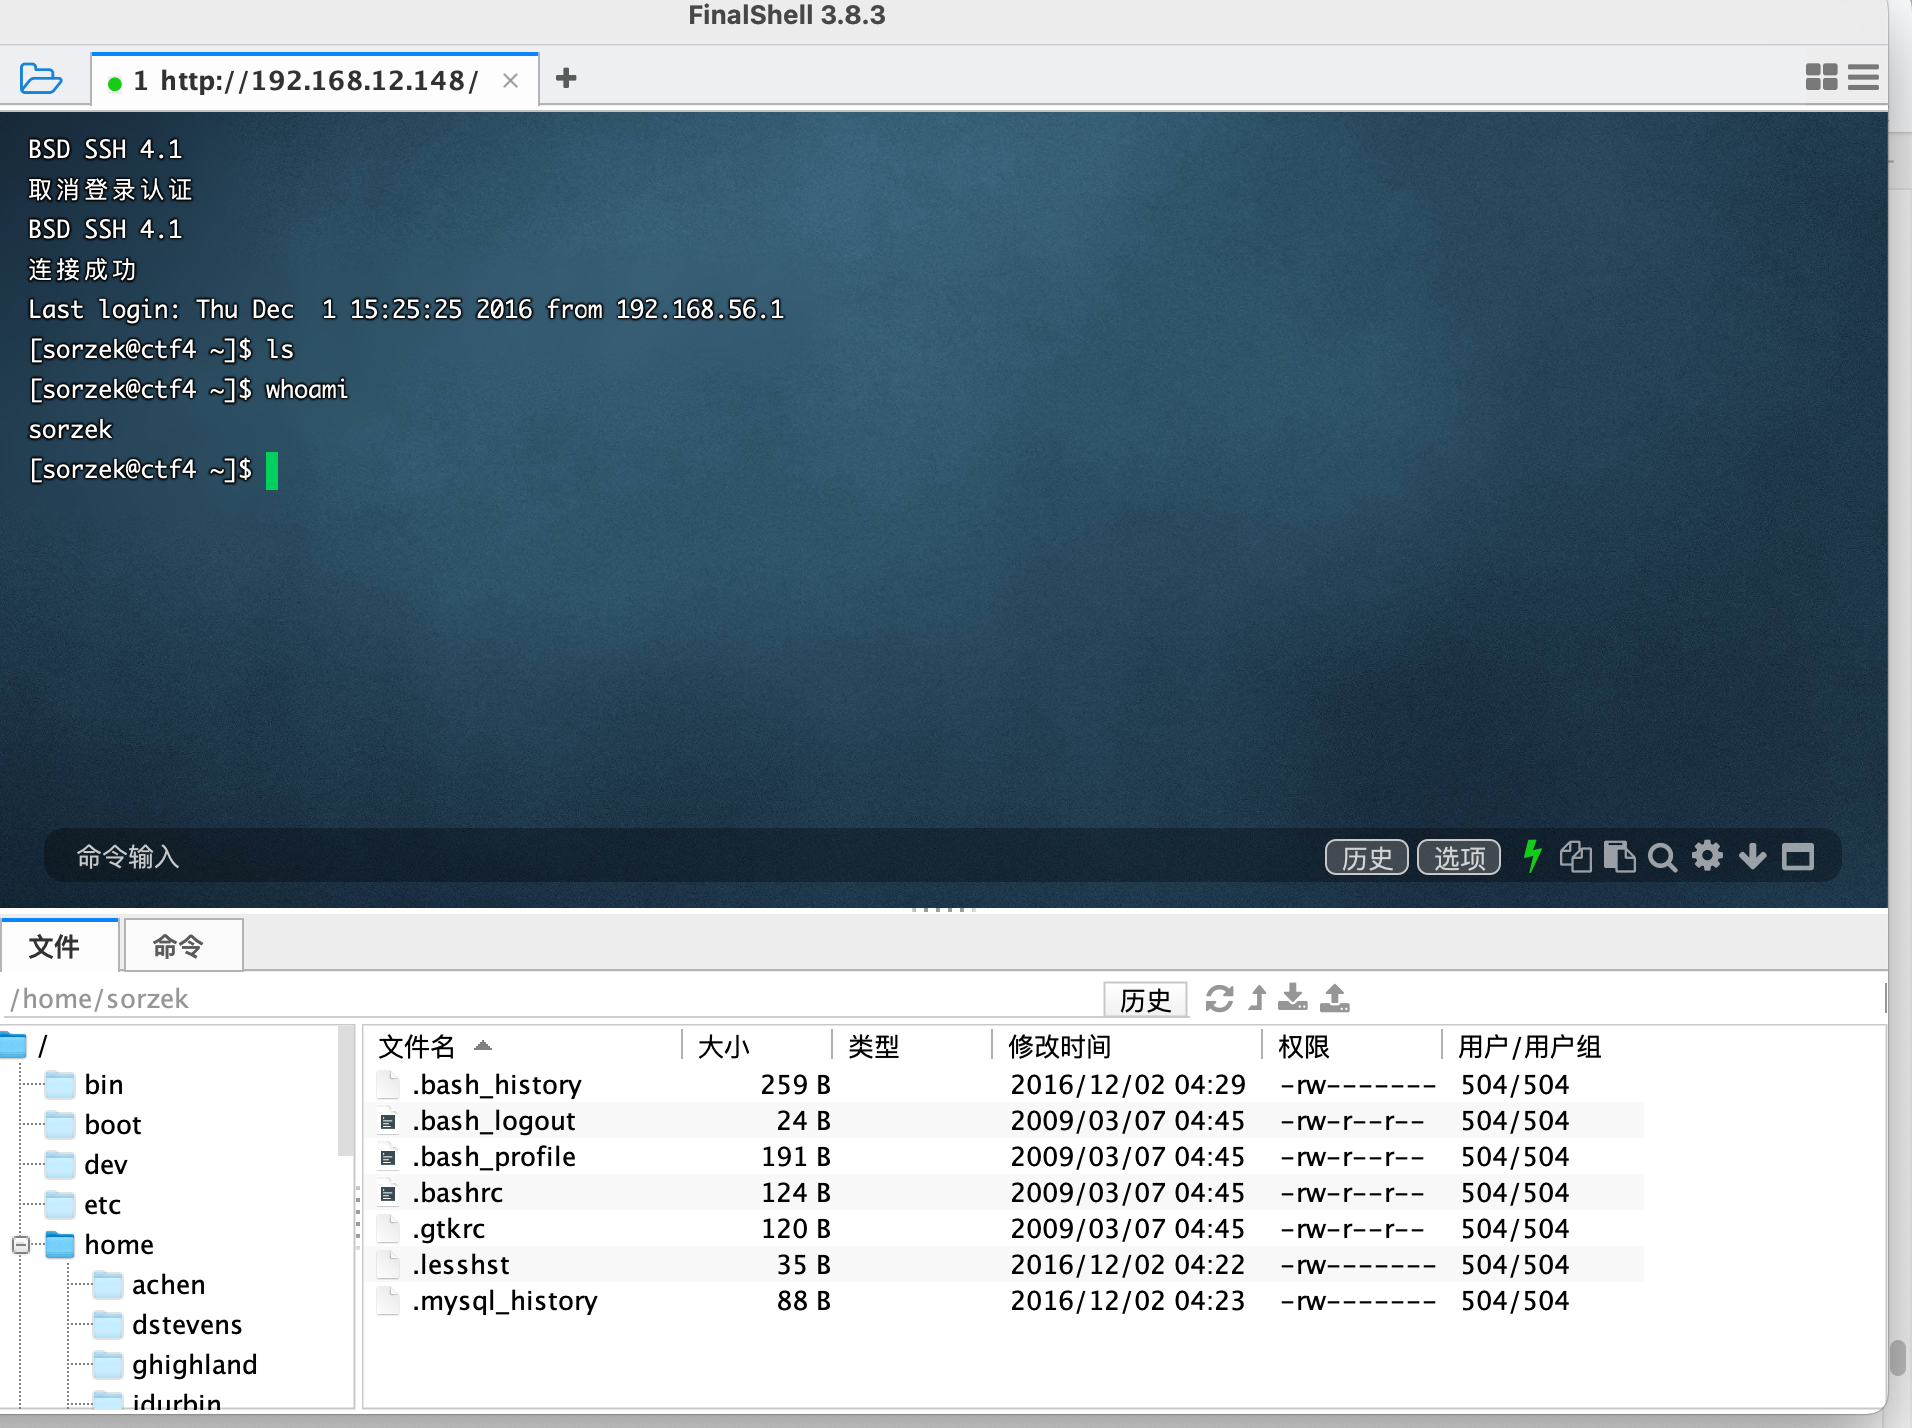 FinalShell 3.8.3
1 http://192.168.12.148/
BSD SSH 4.1
取消登录认证
BSD SSH 4.1
连接成功
Last login: Thu Dec  1 15:25:25 2016 from 192.168.56.1
[sorzek@ctf4 ~]$ ls
[sorzek@ctf4 ~]$ whoami
sorzek
[sorzek@ctf4 ~]$
命令输入 历史 选项
文件 命令
/home/sorzek 历史
/
bin
boot
dev
etc
home
achen
dstevens
ghighland
jdurbin
文件名 大小 类型 修改时间 权限 用户/用户组
.bash_history 259 B 2016/12/02 04:29 -rw------- 504/504
.bash_logout 24 B 2009/03/07 04:45 -rw-r--r-- 504/504
.bash_profile 191 B 2009/03/07 04:45 -rw-r--r-- 504/504
.bashrc 124 B 2009/03/07 04:45 -rw-r--r-- 504/504
.gtkrc 120 B 2009/03/07 04:45 -rw-r--r-- 504/504
.lesshst 35 B 2016/12/02 04:22 -rw------- 504/504
.mysql_history 88 B 2016/12/02 04:23 -rw------- 504/504